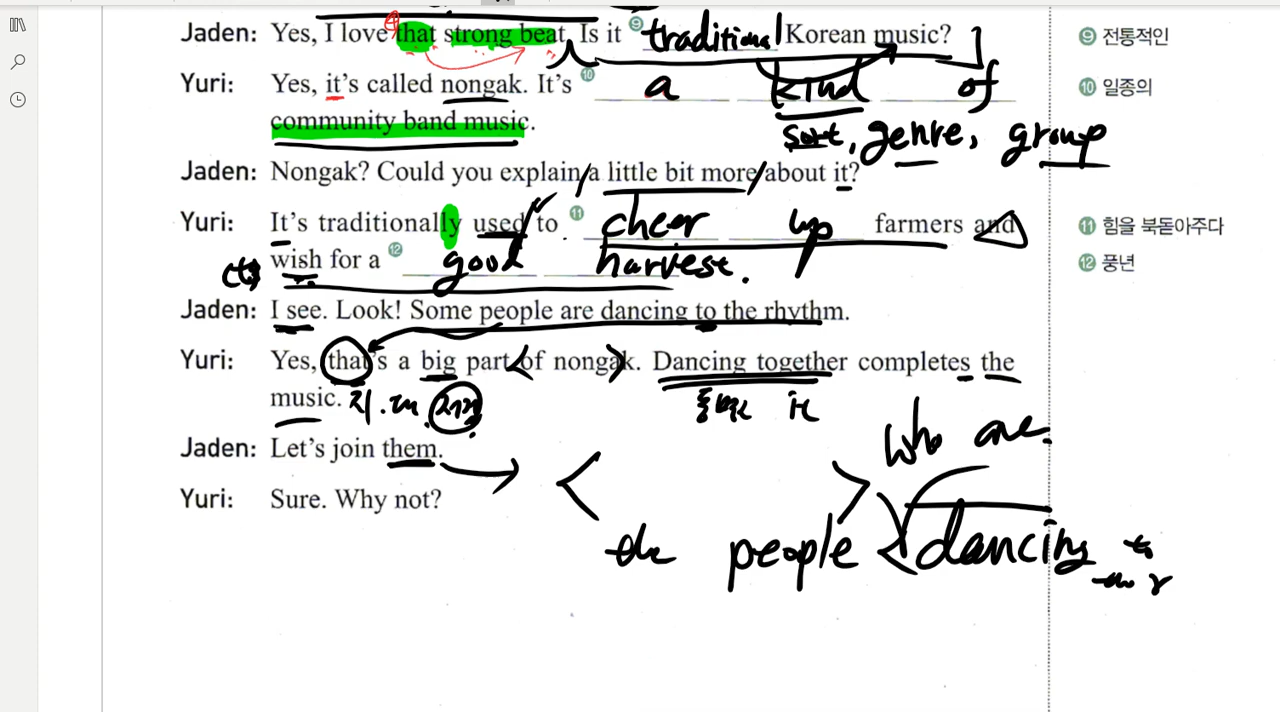 ④
Jaden: Yes, I love that strong beat. Is it ⑨ traditional Korean music? ⑨ 전통적인
Yuri: Yes, it's called nongak. It's ⑩ a kind of ⑩ 일종의
community band music.
sort, genre, group
Jaden: Nongak? Could you explain a little bit more about it?
Yuri: It's traditionally used to ⑪ cheer up farmers and ⑪ 힘을 북돋아주다
(to) wish for a ⑫ good harvest. ⑫ 풍년
Jaden: I see. Look! Some people are dancing to the rhythm.
Yuri: Yes, that's a big part of nongak. Dancing together completes the
music.
who are
Jaden: Let's join them.
Yuri: Sure. Why not?
the people dancing to
the r